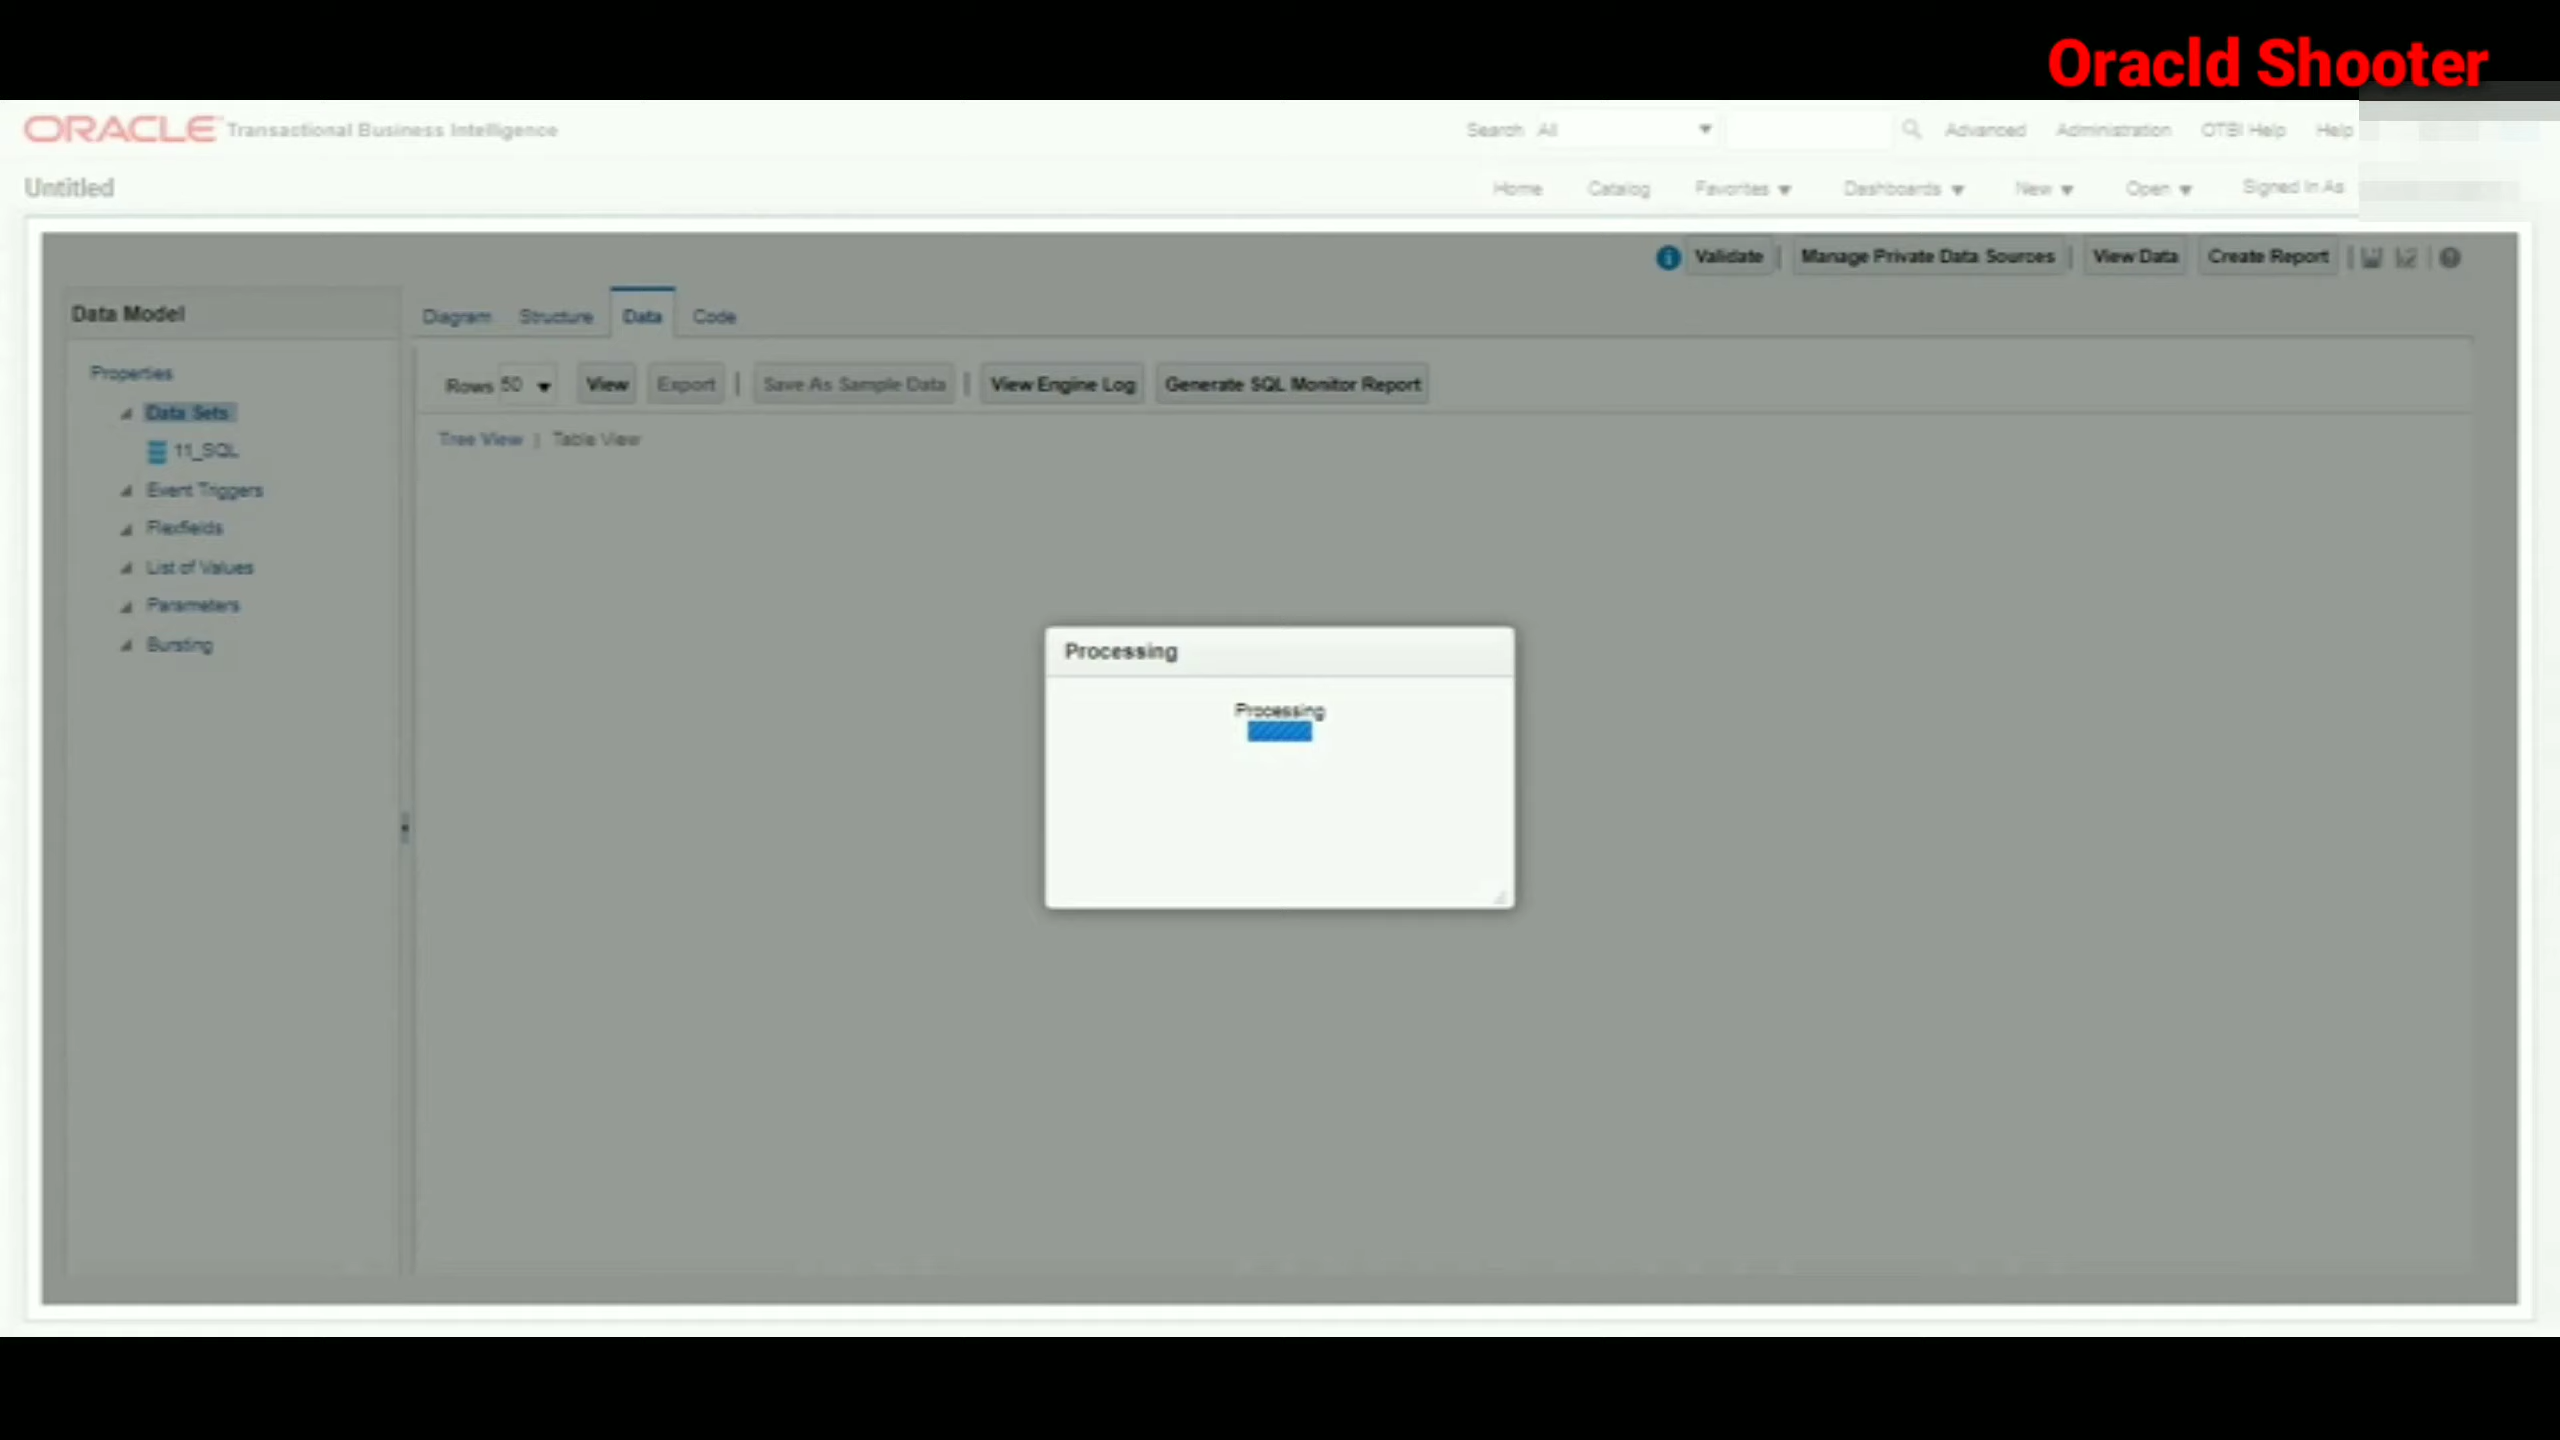 Oracld Shooter
ORACLE Transactional Business Intelligence
Search All Advanced Administration OTBI Help Help
Untitled
Home Catalog Favorites Dashboards New Open Signed In As
Validate | Manage Private Data Sources | View Data Create Report
Data Model
Diagram Structure Data Code
Properties
Rows 50 View Export | Save As Sample Data | View Engine Log Generate SQL Monitor Report
Data Sets
Tree View | Table View
11_SQL
Event Triggers
Flexfields
List of Values
Parameters
Bursting
Processing
Processing